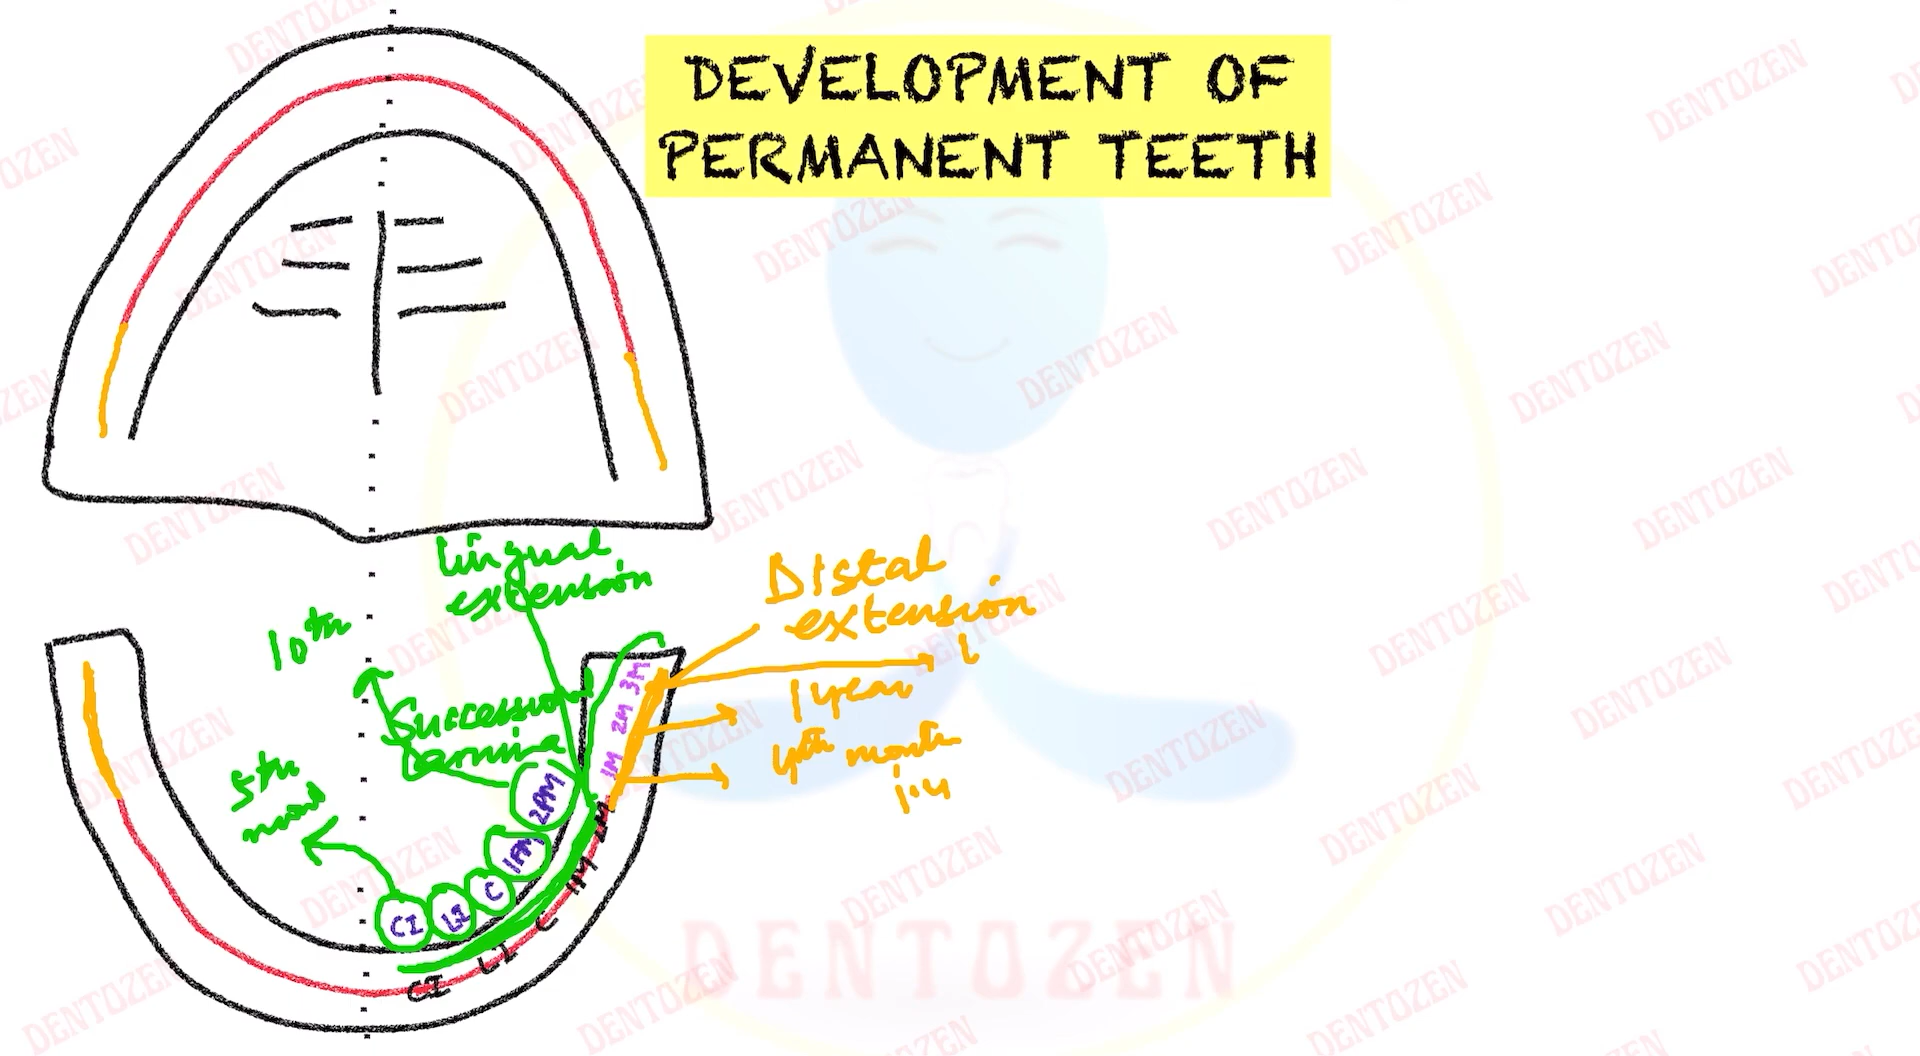 DEVELOPMENT OF
PERMANENT TEETH
lingual
extension
Distal
extension
10th
1 year
Successional
lamina
4th month
i.u
5th
3M
2M
1M
2PM
1PM
C
LI
CI
2M
1M
C
LI
CI
DENTOZEN